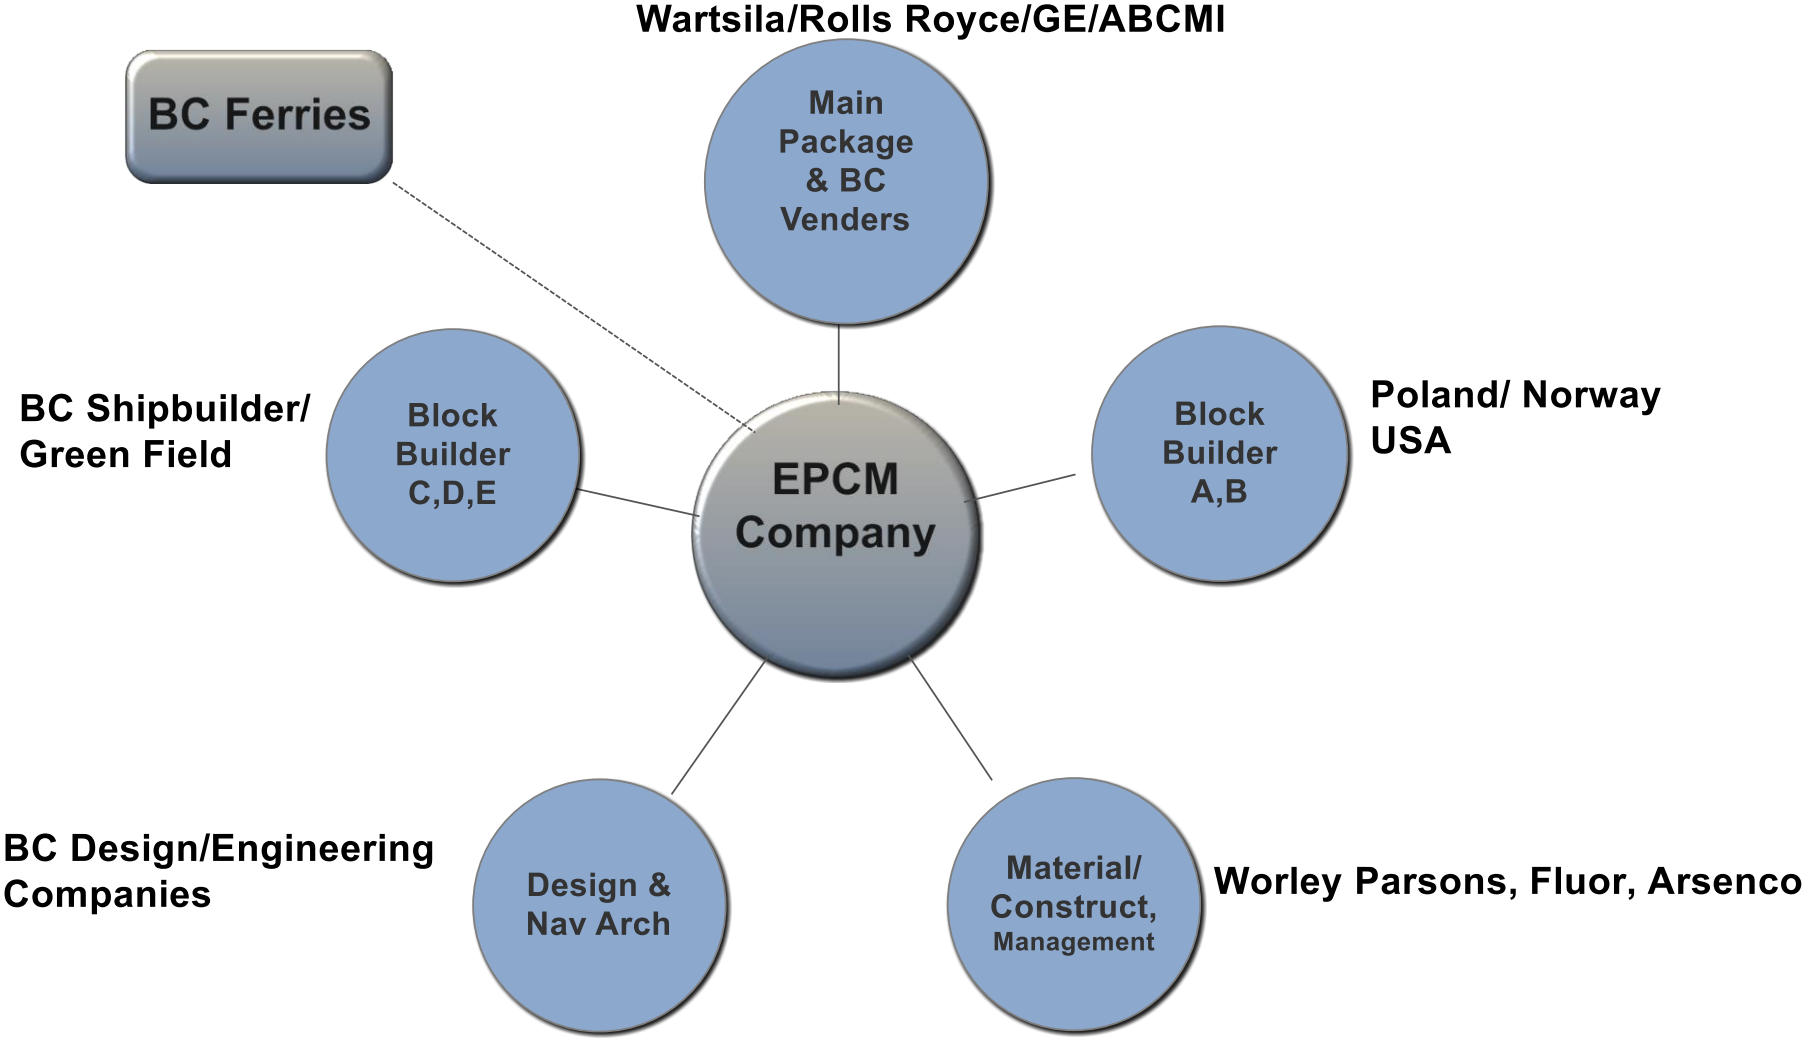 Wartsila/Rolls Royce/GE/ABCMI
BC Ferries
Main
Package
& BC
Venders
BC Shipbuilder/
Green Field
Block
Builder
C,D,E
EPCM
Company
Block
Builder
A,B
Poland/ Norway
USA
BC Design/Engineering
Companies
Design &
Nav Arch
Material/
Construct,
Management
Worley Parsons, Fluor, Arsenco